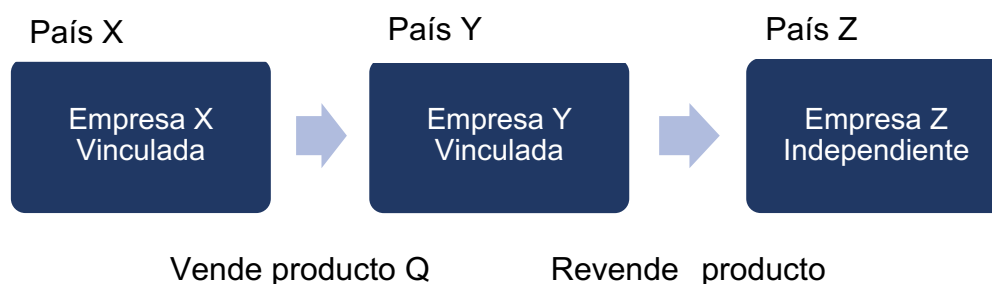 País X
País Y
País Z
Empresa X
Vinculada
Empresa Y
Vinculada
Empresa Z
Independiente
Vende producto Q
Revende producto